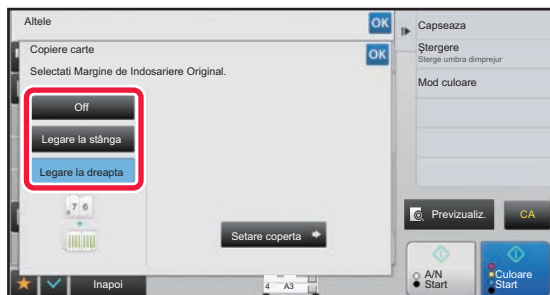 Altele
OK
Copiere carte
OK
Selectati Margine de Indosariere Original.
Off
Legare la stânga
Legare la dreapta
7 6
Setare coperta
Inapoi
4 A3
Capseaza
Ştergere
Sterge umbra dimprejur
Mod culoare
Previzualiz.
CA
A/N
Start
Culoare
Start